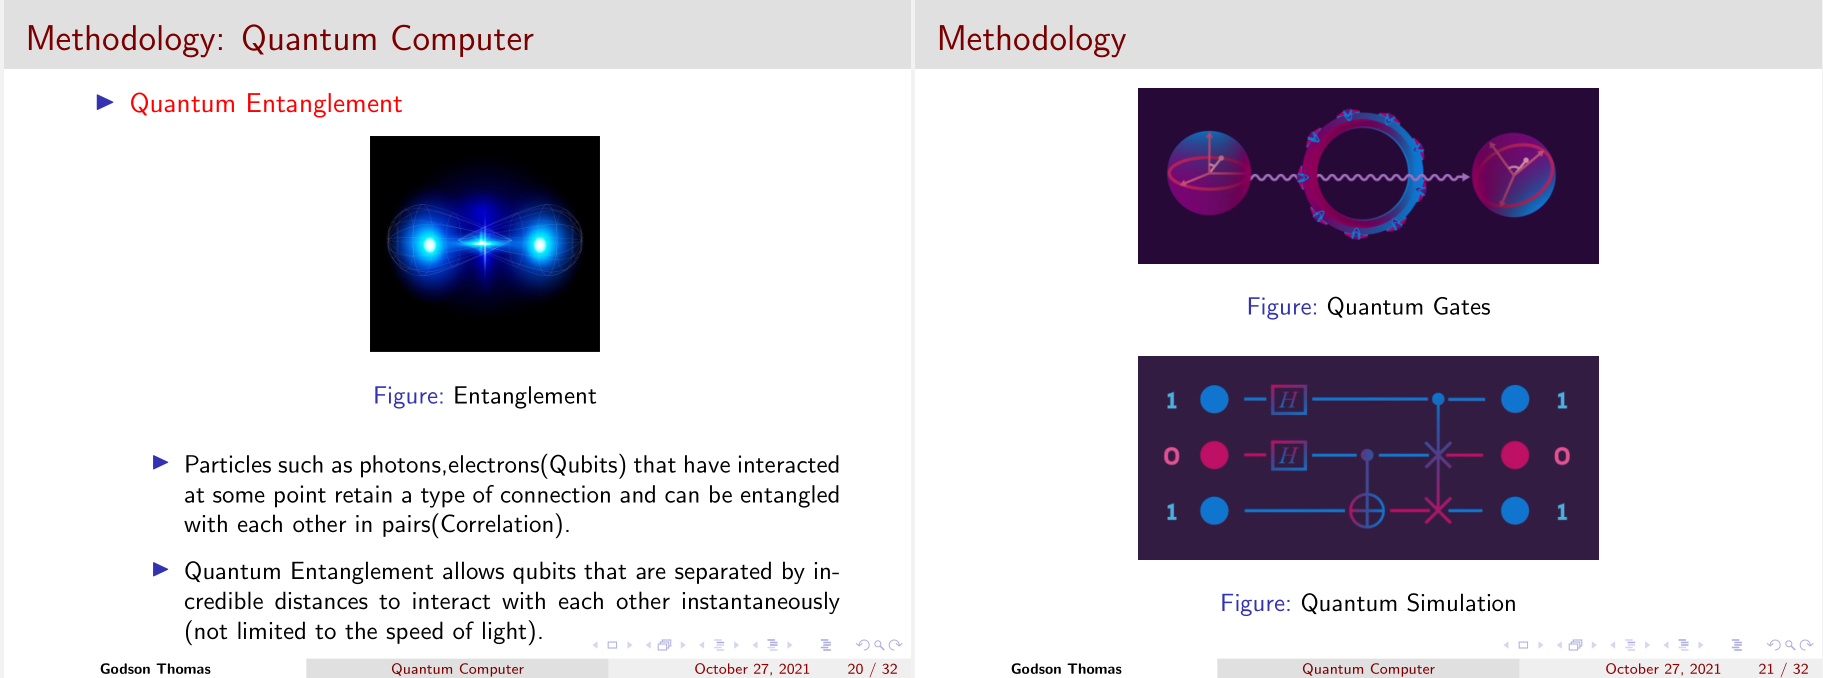 Methodology: Quantum Computer
Quantum Entanglement
Figure: Entanglement
Particles such as photons,electrons(Qubits) that have interacted
at some point retain a type of connection and can be entangled
with each other in pairs(Correlation).
Quantum Entanglement allows qubits that are separated by in-
credible distances to interact with each other instantaneously
(not limited to the speed of light).
Godson Thomas Quantum Computer October 27, 2021 20 / 32
Methodology
Figure: Quantum Gates
1 H 1
0 H 0
1 1
Figure: Quantum Simulation
Godson Thomas Quantum Computer October 27, 2021 21 / 32